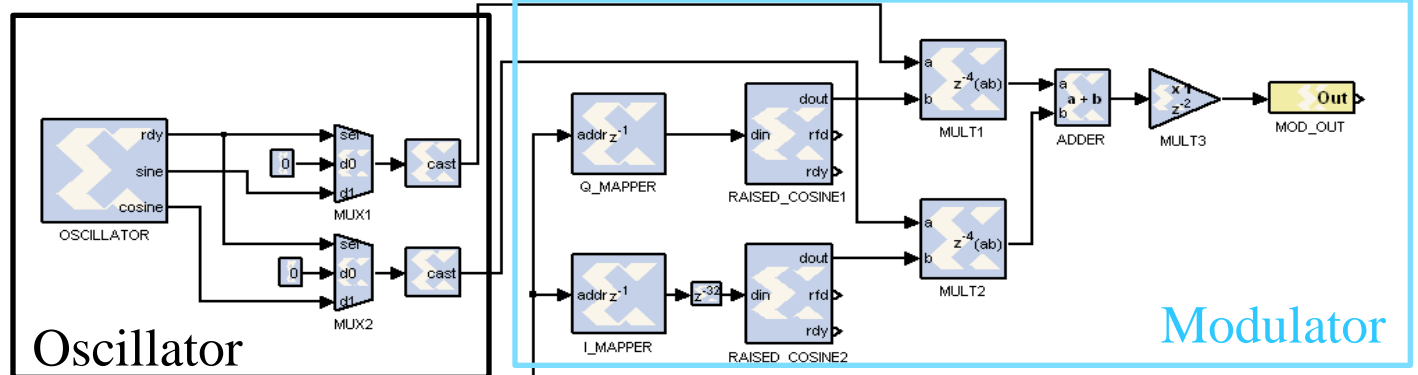 rdy
sine
cosine
OSCILLATOR
sel
0
d0
d1
MUX1
cast
sel
0
d0
d1
MUX2
cast
Oscillator
addr z⁻¹
Q_MAPPER
din
dout
rfd
rdy
RAISED_COSINE1
addr z⁻¹
I_MAPPER
z⁻³²
din
dout
rfd
rdy
RAISED_COSINE2
a
b
z⁻⁴(ab)
MULT1
a
b
z⁻⁴(ab)
MULT2
a
b
a + b
ADDER
x 1
z⁻²
MULT3
Out
MOD_OUT
Modulator